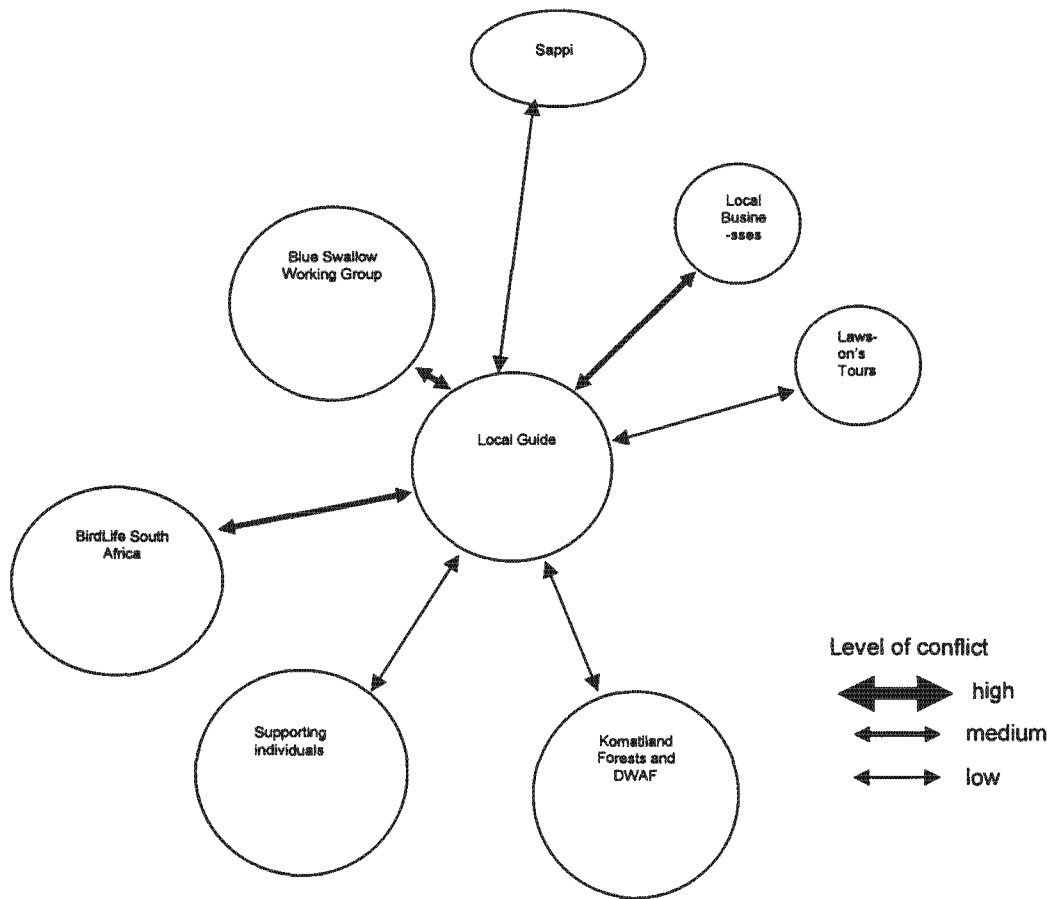 Sappi
Local
Busine
-sses
Blue Swallow
Working Group
Laws-
on's
Tours
Local Guide
BirdLife South
Africa
Level of conflict
high
medium
low
Supporting
individuals
Komatiland
Forests and
DWAF